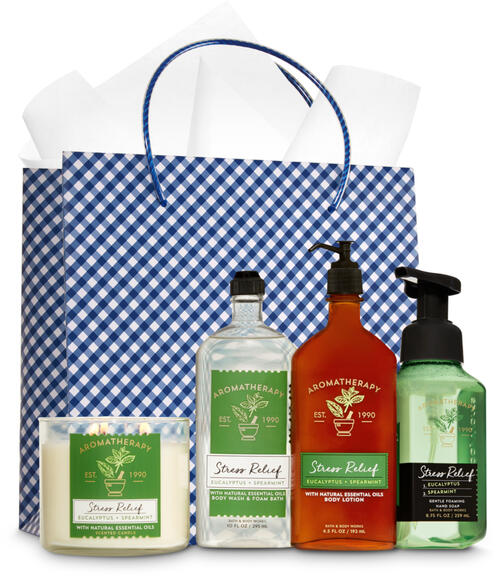 AROMATHERAPY
EST. 1990
Stress Relief
EUCALYPTUS + SPEARMINT
WITH NATURAL ESSENTIAL OILS
SCENTED CANDLE
AROMATHERAPY
EST. 1990
Stress Relief
EUCALYPTUS + SPEARMINT
WITH NATURAL ESSENTIAL OILS
BODY WASH & FOAM BATH
BATH & BODY WORKS
10 FL OZ / 295 mL
AROMATHERAPY
EST. 1990
Stress Relief
EUCALYPTUS + SPEARMINT
WITH NATURAL ESSENTIAL OILS
BODY LOTION
BATH & BODY WORKS
6.5 FL OZ / 192 mL
Stress Relief
EUCALYPTUS
SPEARMINT
GENTLE FOAMING
HAND SOAP
BATH & BODY WORKS
8.75 FL OZ / 259 mL